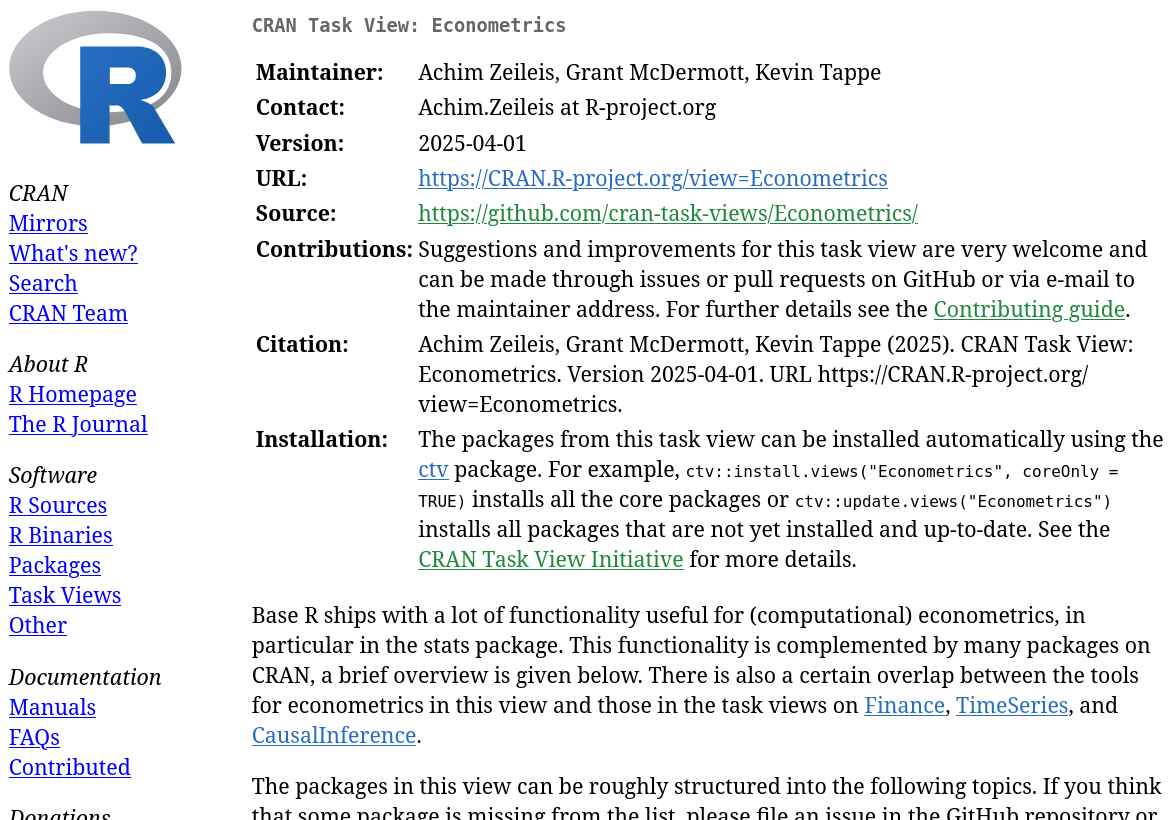 R
CRAN
Mirrors
What's new?
Search
CRAN Team
About R
R Homepage
The R Journal
Software
R Sources
R Binaries
Packages
Task Views
Other
Documentation
Manuals
FAQs
Contributed
Donations
CRAN Task View: Econometrics
Maintainer: Achim Zeileis, Grant McDermott, Kevin Tappe
Contact: Achim.Zeileis at R-project.org
Version: 2025-04-01
URL: https://CRAN.R-project.org/view=Econometrics
Source: https://github.com/cran-task-views/Econometrics/
Contributions: Suggestions and improvements for this task view are very welcome and
can be made through issues or pull requests on GitHub or via e-mail to
the maintainer address. For further details see the Contributing guide.
Citation: Achim Zeileis, Grant McDermott, Kevin Tappe (2025). CRAN Task View:
Econometrics. Version 2025-04-01. URL https://CRAN.R-project.org/
view=Econometrics.
Installation: The packages from this task view can be installed automatically using the
ctv package. For example, ctv::install.views("Econometrics", coreOnly =
TRUE) installs all the core packages or ctv::update.views("Econometrics")
installs all packages that are not yet installed and up-to-date. See the
CRAN Task View Initiative for more details.
Base R ships with a lot of functionality useful for (computational) econometrics, in
particular in the stats package. This functionality is complemented by many packages on
CRAN, a brief overview is given below. There is also a certain overlap between the tools
for econometrics in this view and those in the task views on Finance, TimeSeries, and
CausalInference.
The packages in this view can be roughly structured into the following topics. If you think
that some package is missing from the list, please file an issue in the GitHub repository or